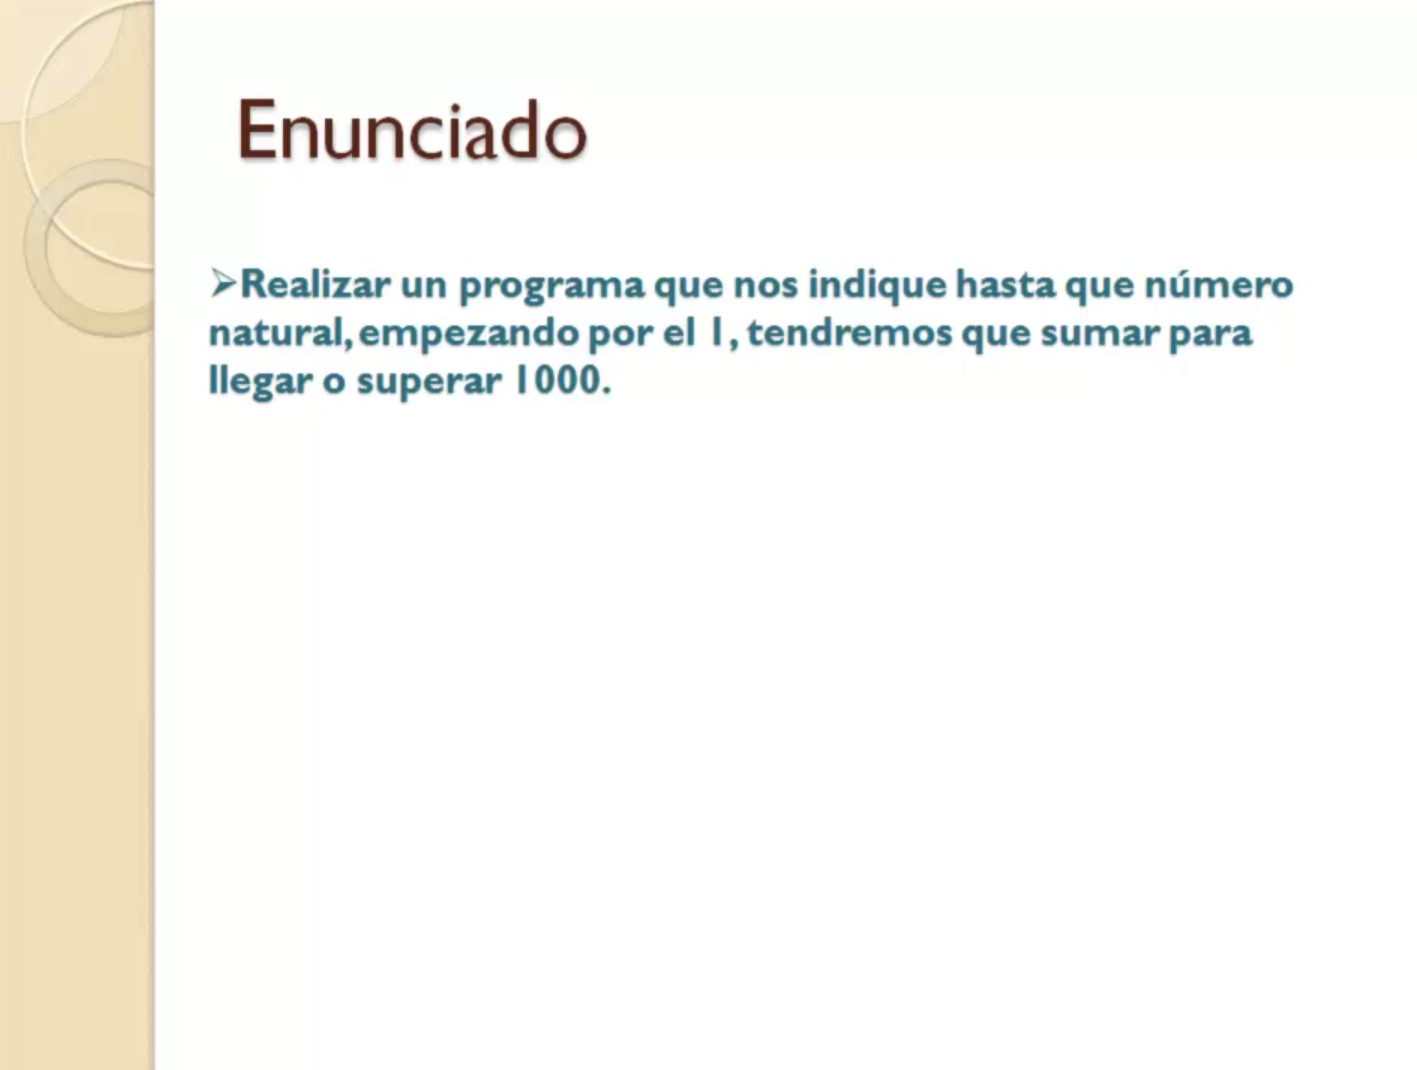 Enunciado
➢Realizar un programa que nos indique hasta que número
natural, empezando por el 1, tendremos que sumar para
llegar o superar 1000.